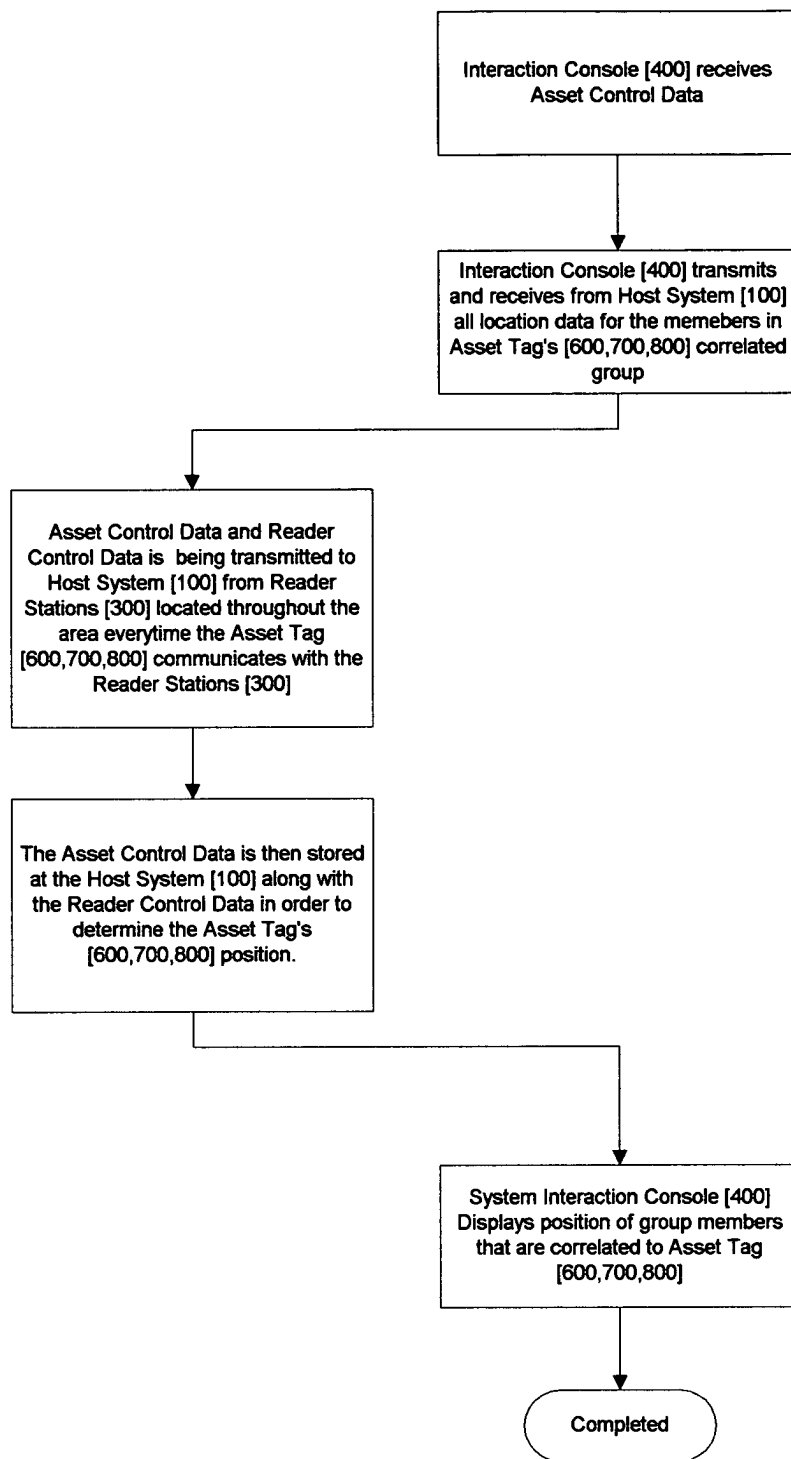 Interaction Console [400] receives
Asset Control Data
Interaction Console [400] transmits
and receives from Host System [100]
all location data for the memebers in
Asset Tag's [600,700,800] correlated
group
Asset Control Data and Reader
Control Data is being transmitted to
Host System [100] from Reader
Stations [300] located throughout the
area everytime the Asset Tag
[600,700,800] communicates with the
Reader Stations [300]
The Asset Control Data is then stored
at the Host System [100] along with
the Reader Control Data in order to
determine the Asset Tag's
[600,700,800] position.
System Interaction Console [400]
Displays position of group members
that are correlated to Asset Tag
[600,700,800]
Completed